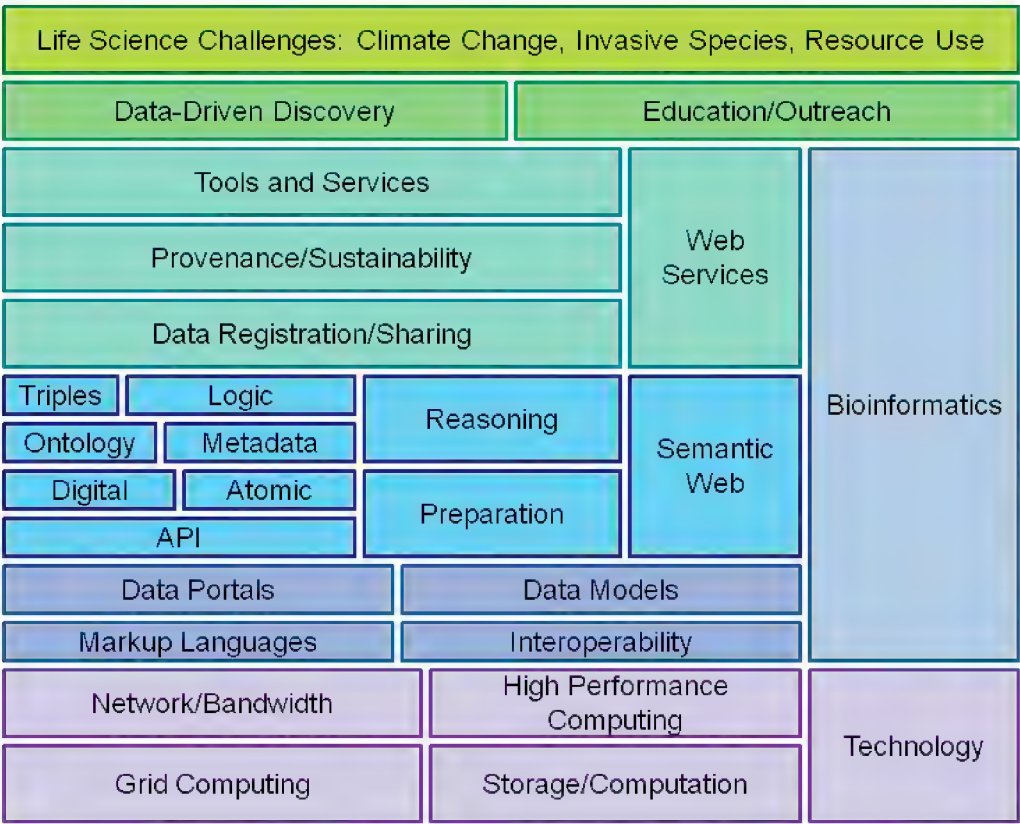 Life Science Challenges: Climate Change, Invasive Species, Resource Use
Data-Driven Discovery
Education/Outreach
Tools and Services
Provenance/Sustainability
Data Registration/Sharing
Web
Services
Bioinformatics
Triples
Logic
Ontology
Metadata
Digital
Atomic
API
Reasoning
Preparation
Semantic
Web
Data Portals
Data Models
Markup Languages
Interoperability
Network/Bandwidth
High Performance
Computing
Grid Computing
Storage/Computation
Technology